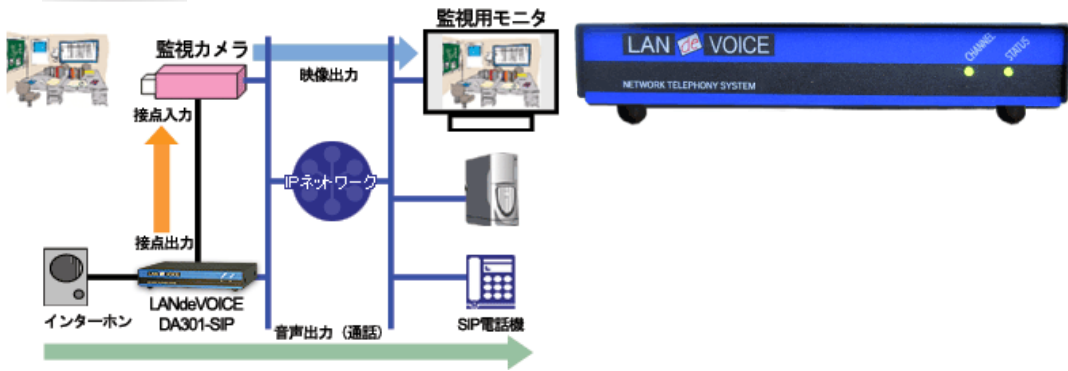 監視用モニタ
監視カメラ
映像出力
接点入力
IPネットワーク
接点出力
LANdeVOICE
DA301-SIP
インターホン
音声出力（通話）
SIP電話機
LAN de VOICE
CHANNEL
STATUS
NETWORK TELEPHONY SYSTEM
LAN de VOICE